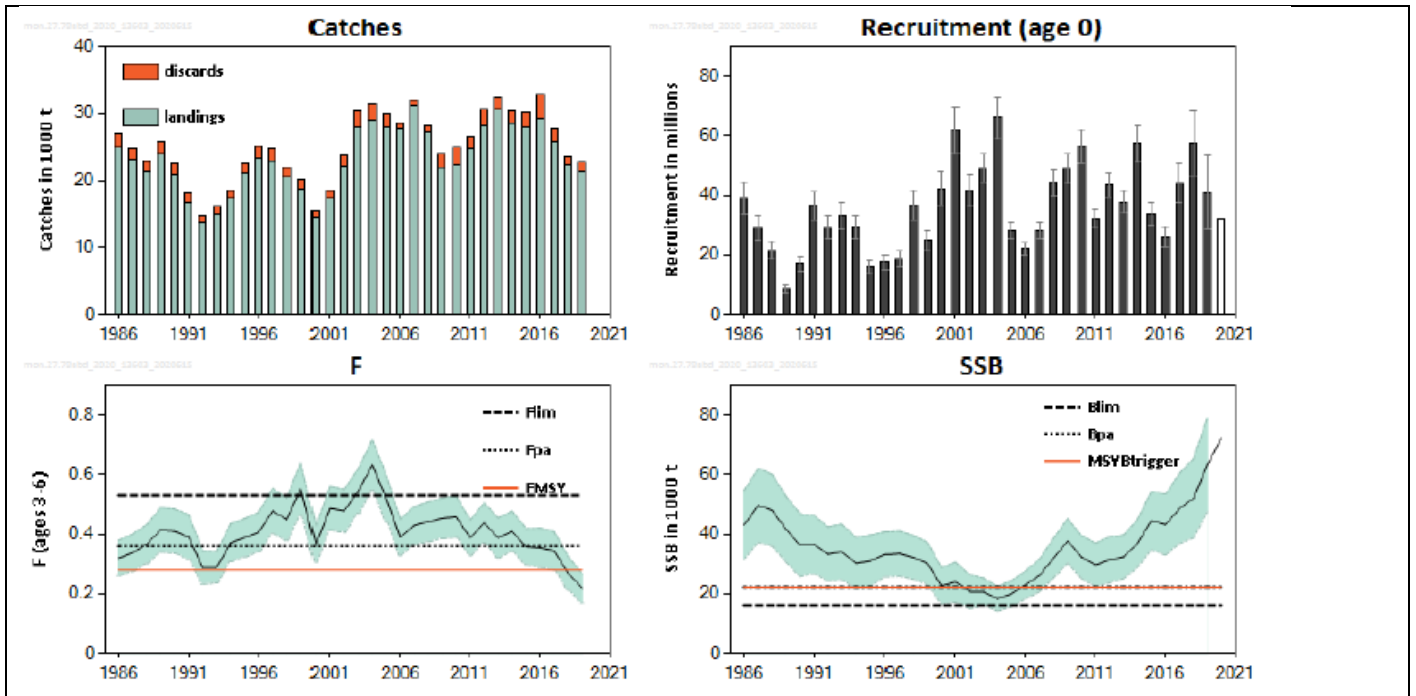 Catches
40
30
20
10
0
Catches in 1000 t
discards
landings
1986 1991 1996 2001 2006 2011 2016 2021
Recruitment (age 0)
80
60
40
20
0
Recruitment in millions
1986 1991 1996 2001 2006 2011 2016 2021
F
0.8
0.6
0.4
0.2
0
F (ages 3-6)
Flim
Fpa
FMSY
1986 1991 1996 2001 2006 2011 2016 2021
SSB
80
60
40
20
0
SSB in 1000 t
Blim
Bpa
MSYBtrigger
1986 1991 1996 2001 2006 2011 2016 2021